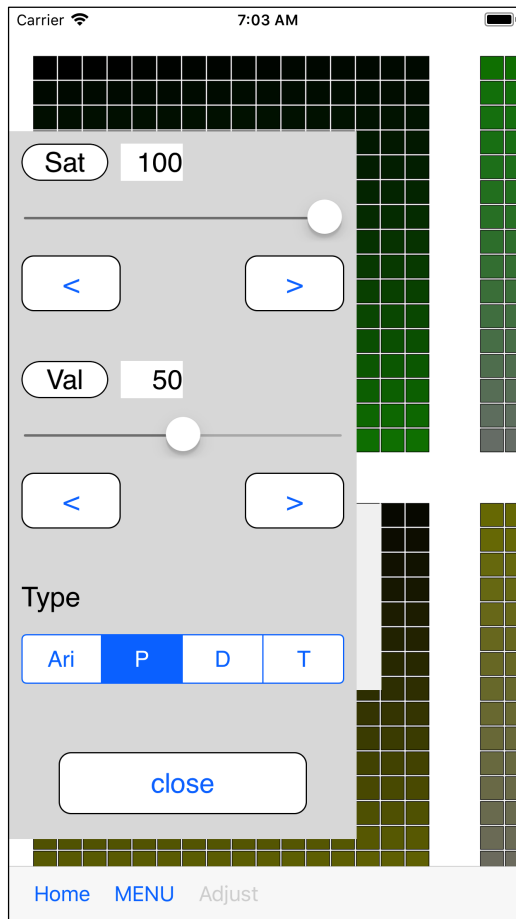 Carrier 7:03 AM
Sat 100
< >
Val 50
< >
Type
Ari P D T
close
Home MENU Adjust